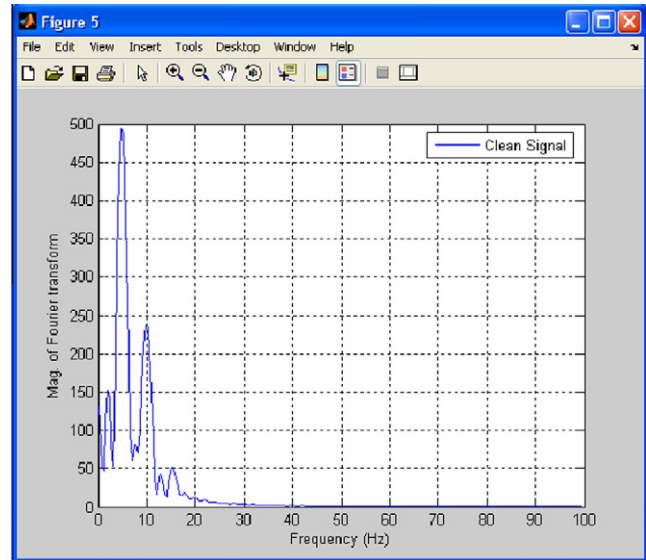 Figure 5
File Edit View Insert Tools Desktop Window Help
Clean Signal
500
450
400
350
300
250
200
150
100
50
0
Mag. of Fourier transform
0 10 20 30 40 50 60 70 80 90 100
Frequency (Hz)